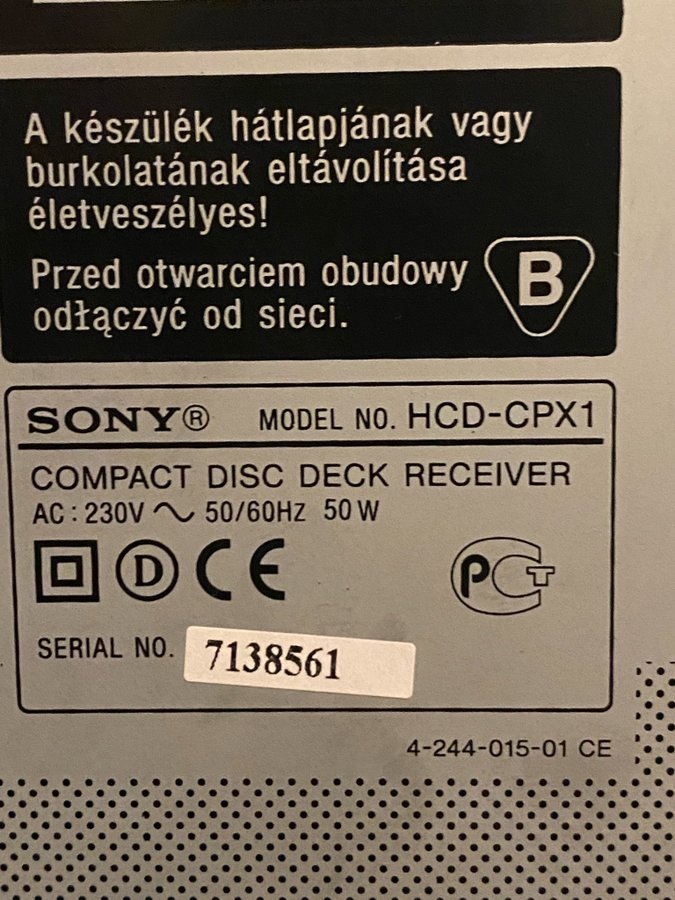 A készülék hátlapjának vagy
burkolatának eltávolítása
életveszélyes!
Przed otwarciem obudowy
odłączyć od sieci.
B
SONY® MODEL NO. HCD-CPX1
COMPACT DISC DECK RECEIVER
AC : 230V ~ 50/60Hz 50 W
D CE PCT
SERIAL NO. 7138561
4-244-015-01 CE